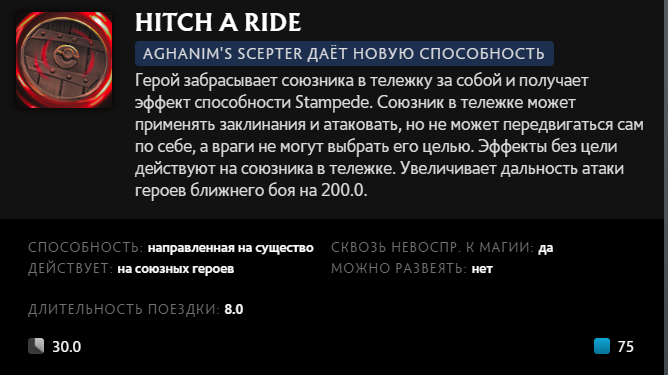 HITCH A RIDE
AGHANIM'S SCEPTER ДАЁТ НОВУЮ СПОСОБНОСТЬ
Герой забрасывает союзника в тележку за собой и получает
эффект способности Stampede. Союзник в тележке может
применять заклинания и атаковать, но не может передвигаться сам
по себе, а враги не могут выбрать его целью. Эффекты без цели
действуют на союзника в тележке. Увеличивает дальность атаки
героев ближнего боя на 200.0.
СПОСОБНОСТЬ: направленная на существо СКВОЗЬ НЕВОСПР. К МАГИИ: да
ДЕЙСТВУЕТ: на союзных героев МОЖНО РАЗВЕЯТЬ: нет
ДЛИТЕЛЬНОСТЬ ПОЕЗДКИ: 8.0
30.0 75